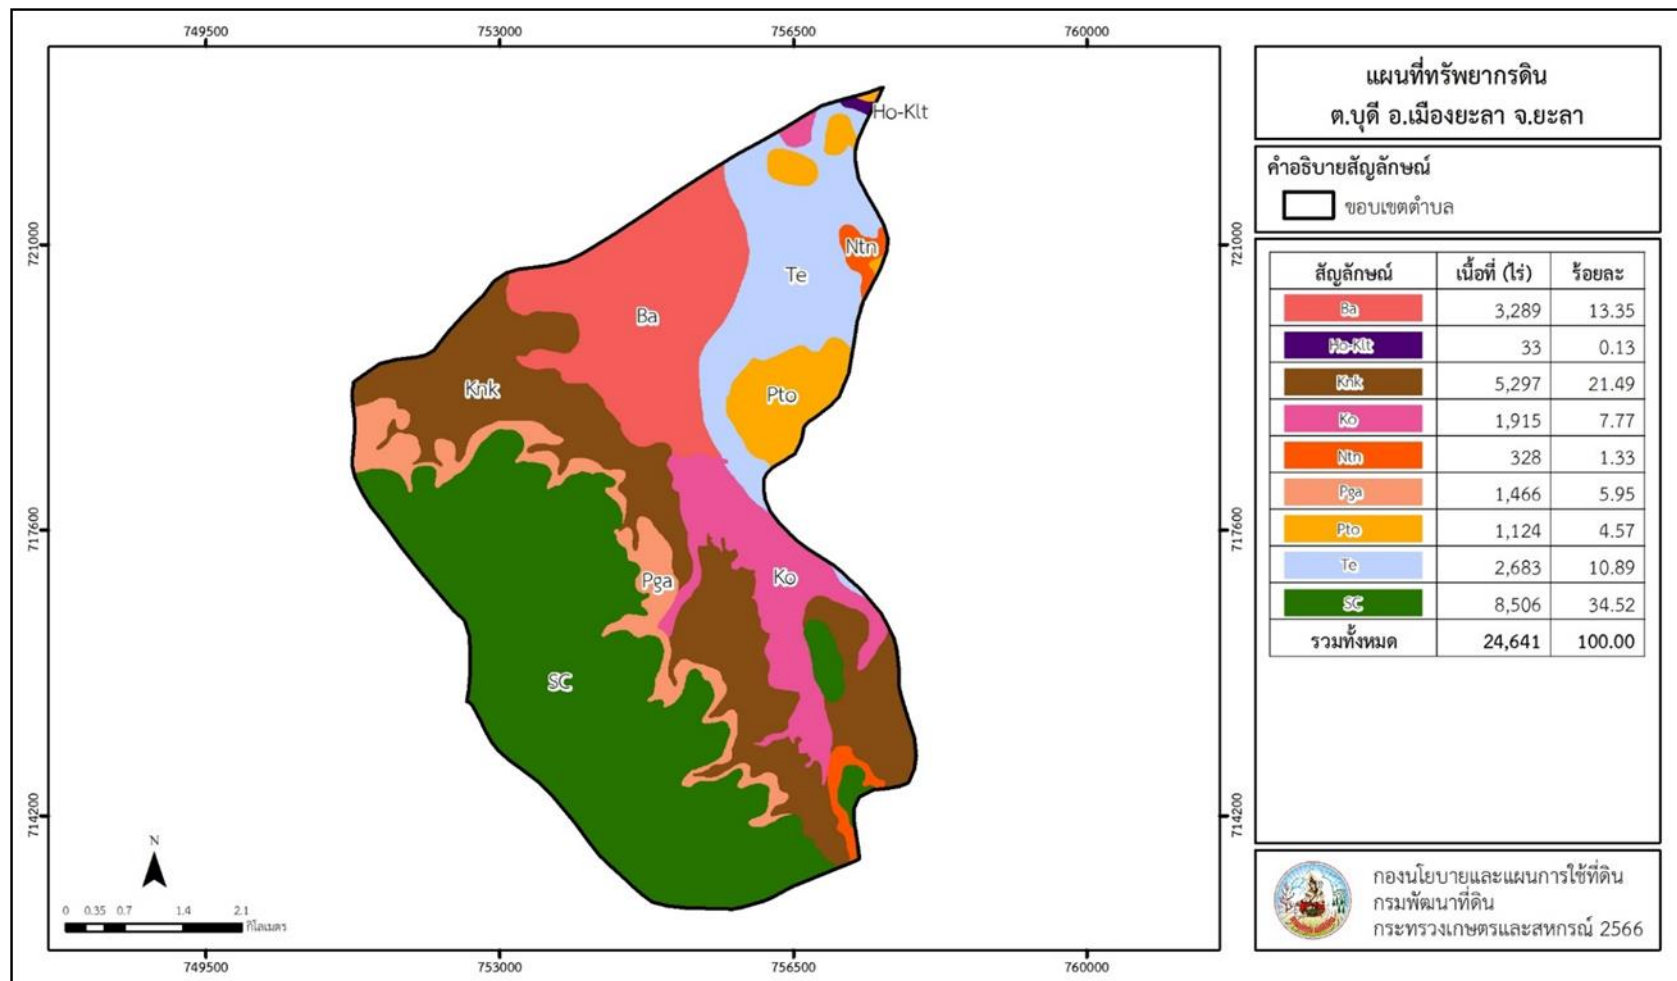 749500 753000 756500 760000
แผนที่ทรัพยากรดิน
ต.บุดี อ.เมืองยะลา จ.ยะลา
คำอธิบายสัญลักษณ์
ขอบเขตตำบล
สัญลักษณ์ เนื้อที่ (ไร่) ร้อยละ
Ba 3,289 13.35
Ho-Klt 33 0.13
Knk 5,297 21.49
Ko 1,915 7.77
Ntn 328 1.33
Pga 1,466 5.95
Pto 1,124 4.57
Te 2,683 10.89
SC 8,506 34.52
รวมทั้งหมด 24,641 100.00
Ho-Klt
721000 721000
Ntn
Te
Ba
Knk
Pto
717600 717600
Pga
Ko
SC
714200 714200
N
0 0.35 0.7 1.4 2.1
กิโลเมตร
749500 753000 756500 760000
กองนโยบายและแผนการใช้ที่ดิน
กรมพัฒนาที่ดิน
กระทรวงเกษตรและสหกรณ์ 2566